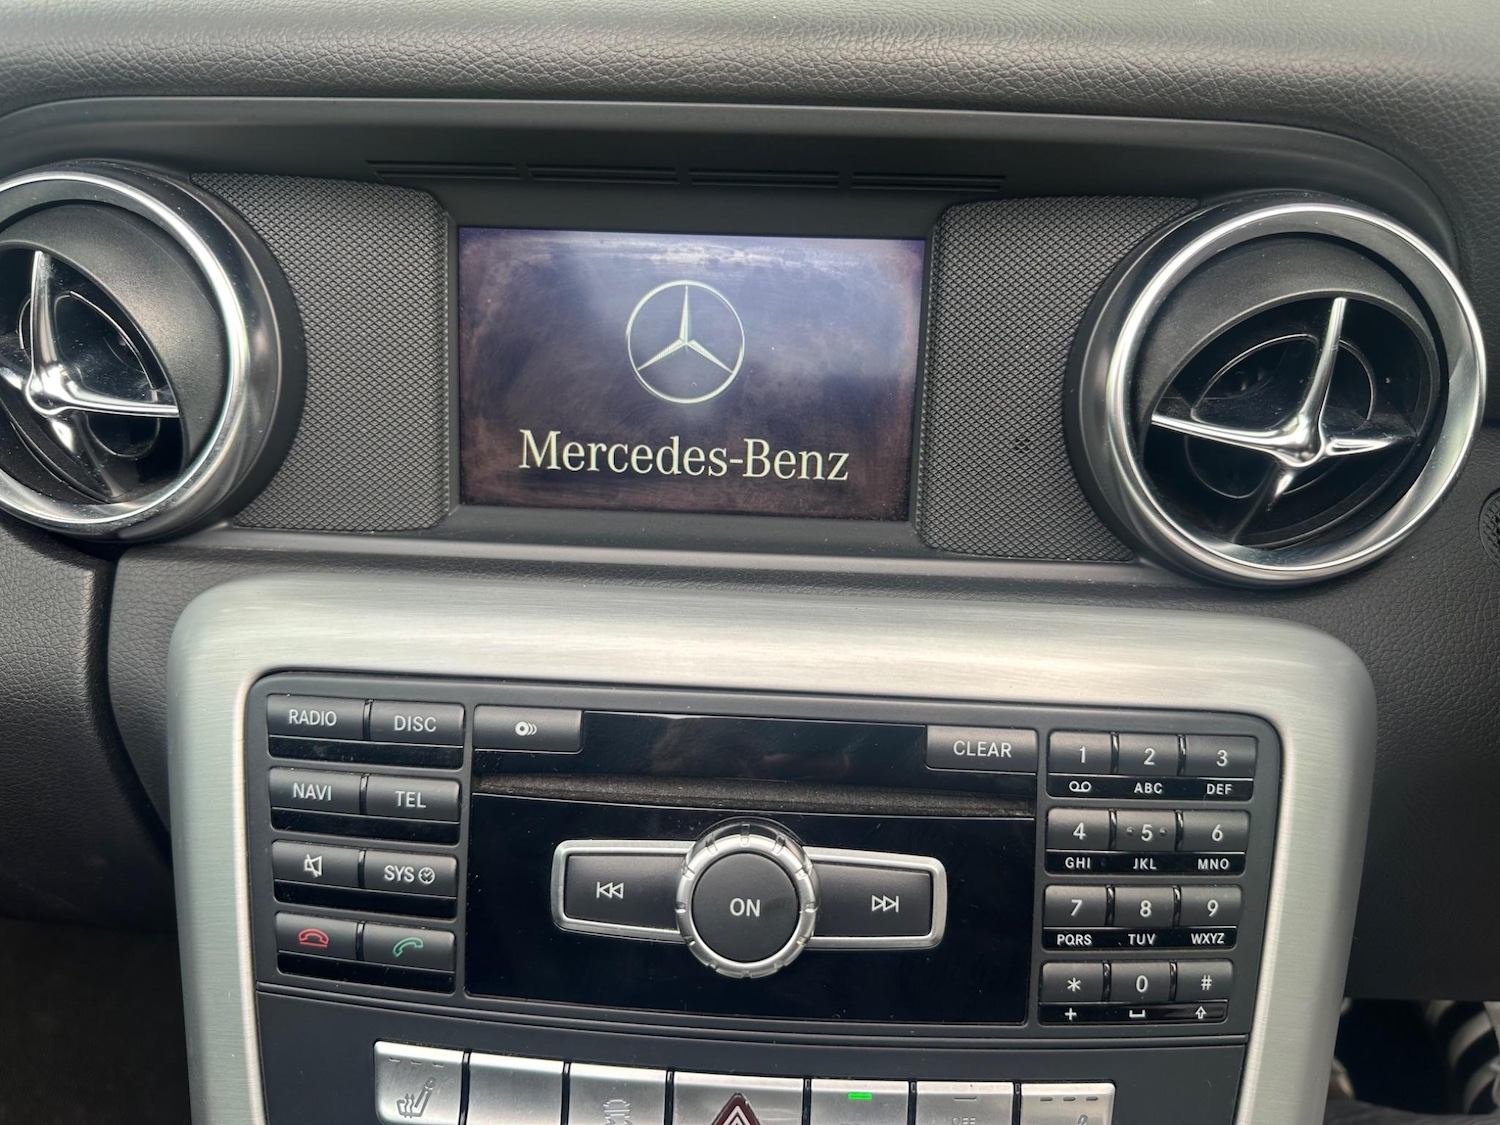 Mercedes-Benz
RADIO DISC CLEAR 1 2 3
ABC DEF
NAVI TEL 4 5 6
GHI JKL MNO
SYS
ON 7 8 9
PQRS TUV WXYZ
* 0 #
+
OFF